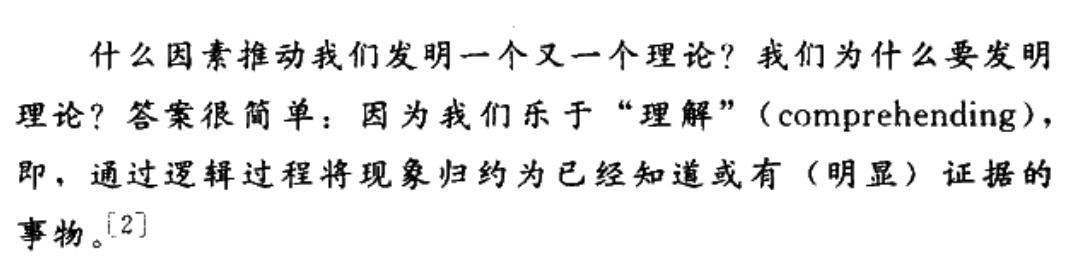 什么因素推动我们发明一个又一个理论？我们为什么要发明
理论？答案很简单：因为我们乐于“理解”（comprehending），
即，通过逻辑过程将现象归约为已经知道或有（明显）证据的
事物。[2]